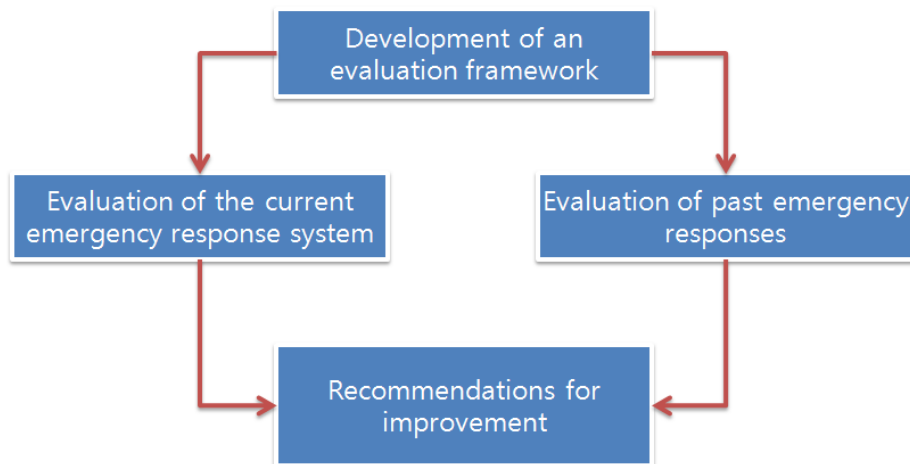 Development of an
evaluation framework
Evaluation of the current
emergency response system
Evaluation of past emergency
responses
Recommendations for
improvement